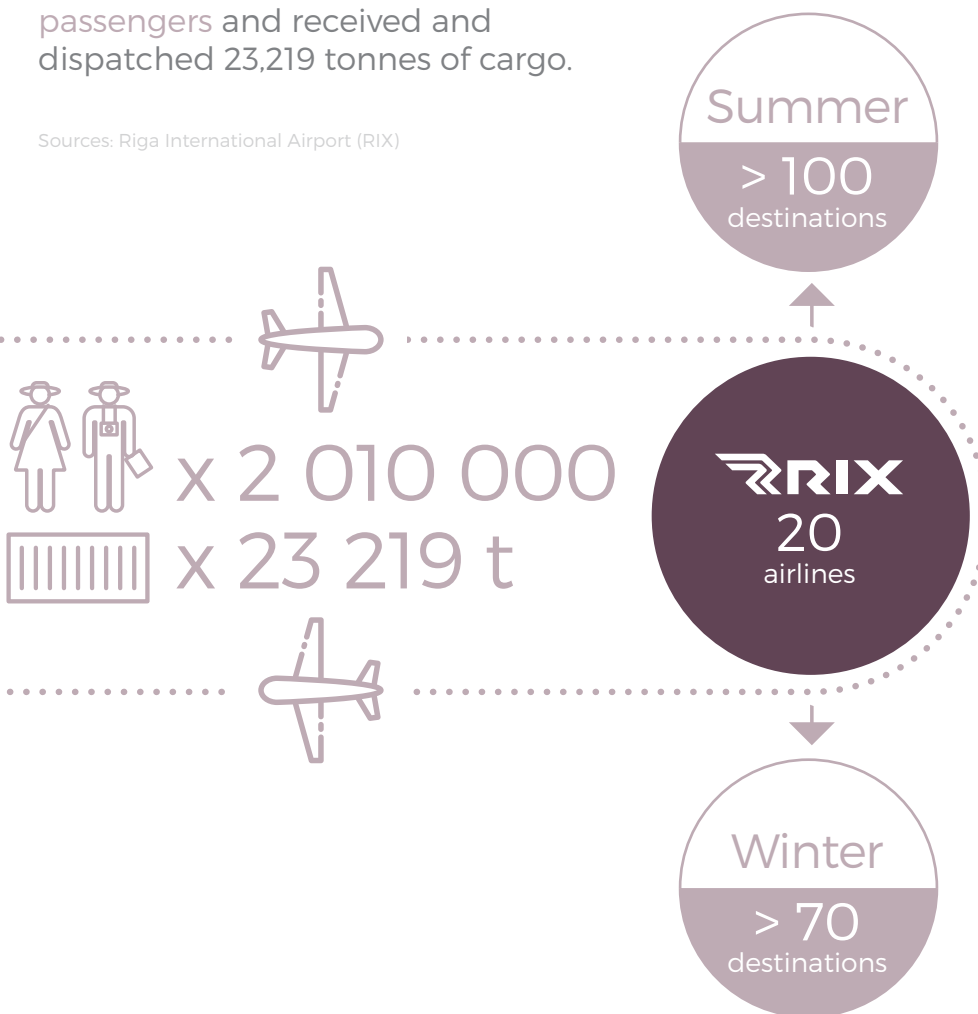 passengers and received and
dispatched 23,219 tonnes of cargo.
Sources: Riga International Airport (RIX)
Summer
> 100
destinations
x 2 010 000
x 23 219 t
RIX
20
airlines
Winter
> 70
destinations